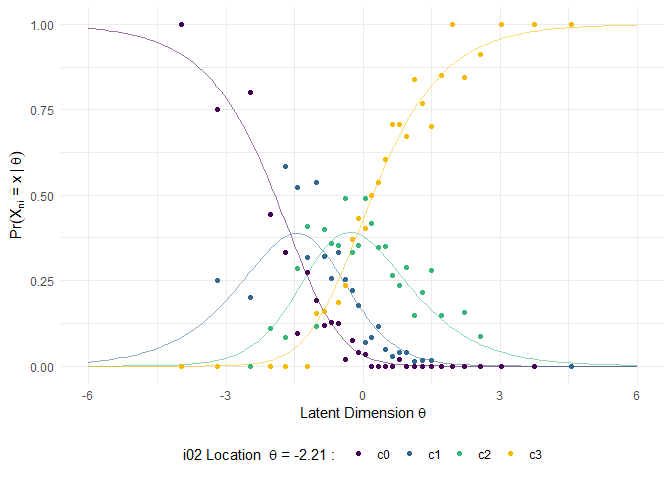 1.00
0.75
0.50
0.25
0.00
Pr(Xni = x | θ)
-6 -3 0 3 6
Latent Dimension θ
i02 Location θ = -2.21 : c0 c1 c2 c3